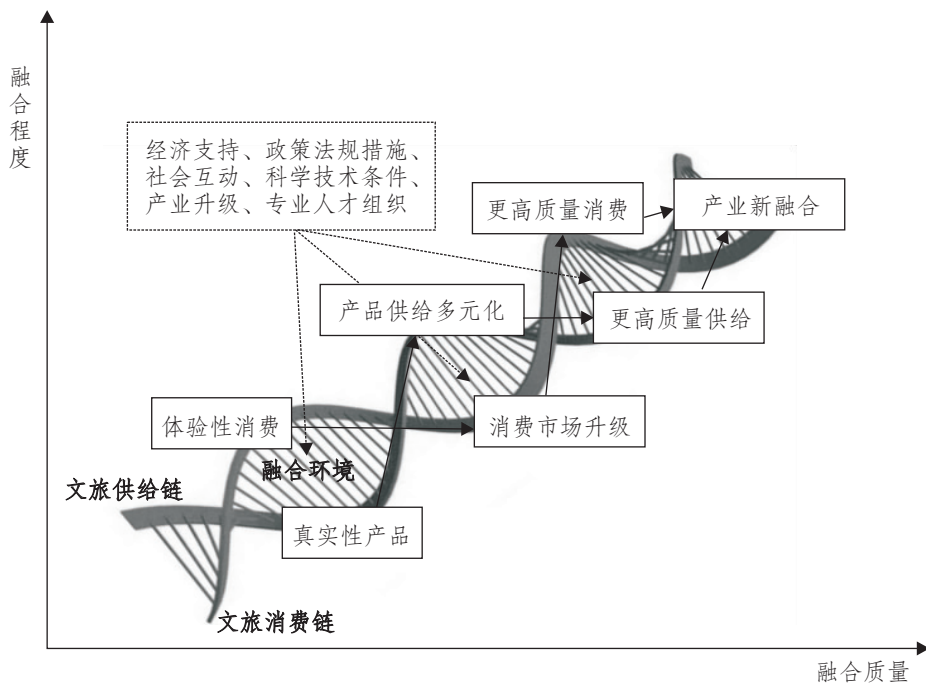 融合程度
经济支持、政策法规措施、
社会互动、科学技术条件、
产业升级、专业人才组织
更高质量消费
产业新融合
产品供给多元化
更高质量供给
体验性消费
消费市场升级
融合环境
文旅供给链
真实性产品
文旅消费链
融合质量